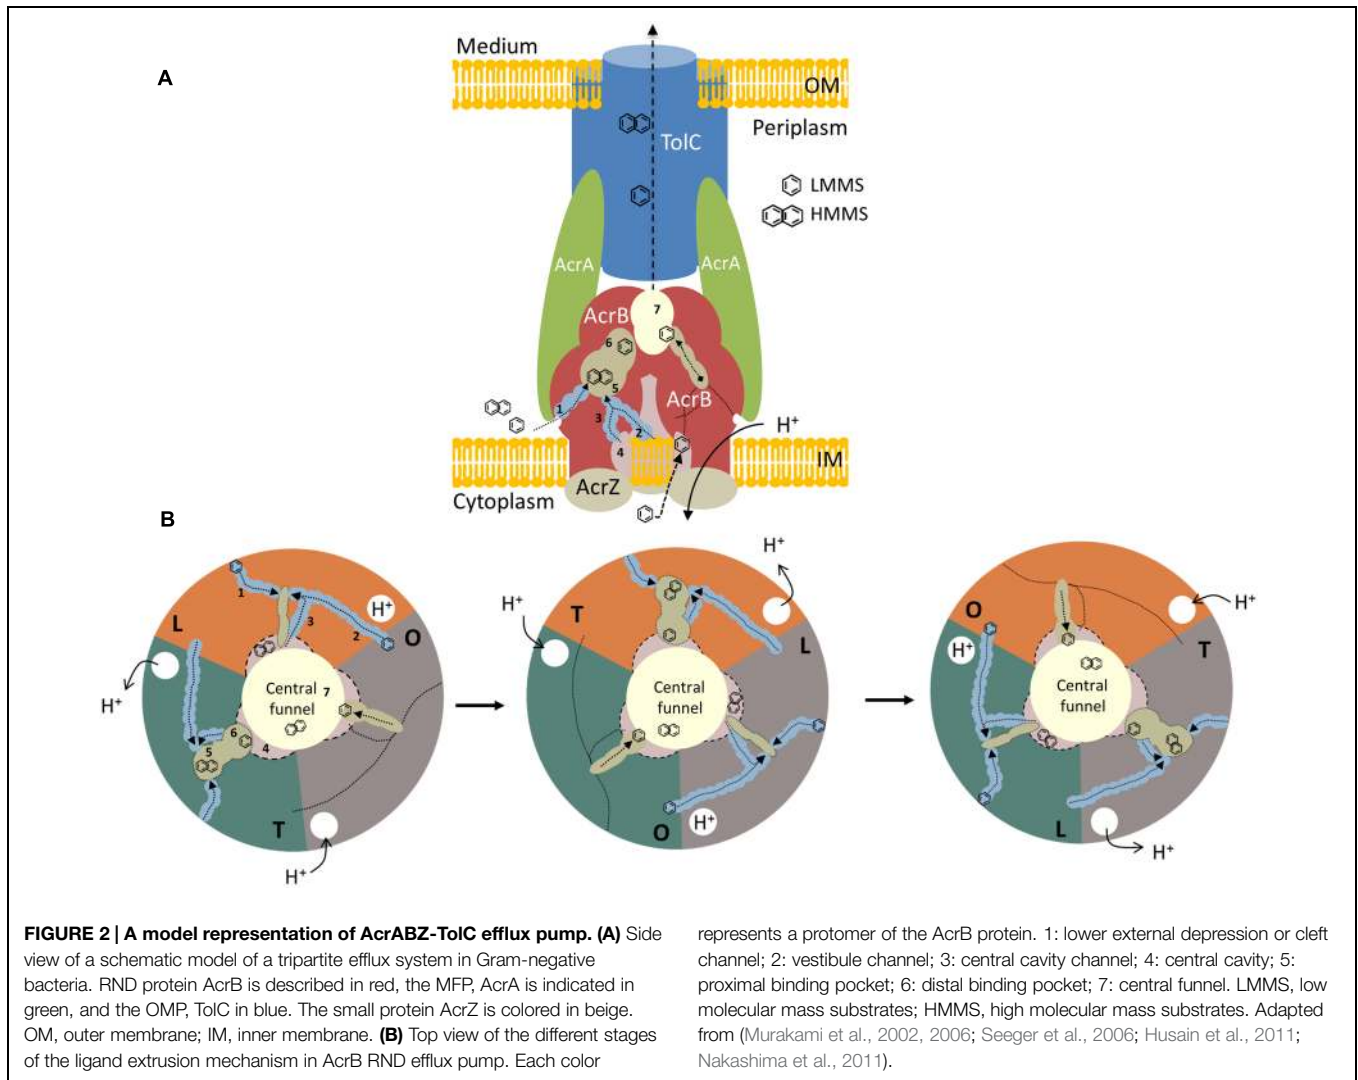 A
Medium
OM
Periplasm
TolC
LMMS
HMMS
AcrA
AcrA
AcrB
7
6
5
AcrB
1
3
2
4
H+
IM
AcrZ
Cytoplasm
B
H+
1
L
3
2
O
H+
Central 7
funnel
6
5
4
T
H+
H+
H+
T
L
Central
funnel
O
H+
O
H+
H+
T
Central
funnel
L
H+
FIGURE 2 | A model representation of AcrABZ-TolC efflux pump. (A) Side
view of a schematic model of a tripartite efflux system in Gram-negative
bacteria. RND protein AcrB is described in red, the MFP, AcrA is indicated in
green, and the OMP, TolC in blue. The small protein AcrZ is colored in beige.
OM, outer membrane; IM, inner membrane. (B) Top view of the different stages
of the ligand extrusion mechanism in AcrB RND efflux pump. Each color
represents a protomer of the AcrB protein. 1: lower external depression or cleft
channel; 2: vestibule channel; 3: central cavity channel; 4: central cavity; 5:
proximal binding pocket; 6: distal binding pocket; 7: central funnel. LMMS, low
molecular mass substrates; HMMS, high molecular mass substrates. Adapted
from (Murakami et al., 2002, 2006; Seeger et al., 2006; Husain et al., 2011;
Nakashima et al., 2011).